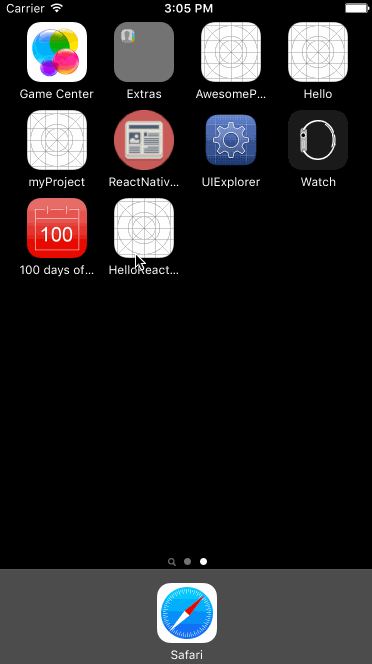 Carrier 3:05 PM
Game Center Extras AwesomeP... Hello
myProject ReactNativ... UIExplorer Watch
100
100 days of... HelloReact...
Safari